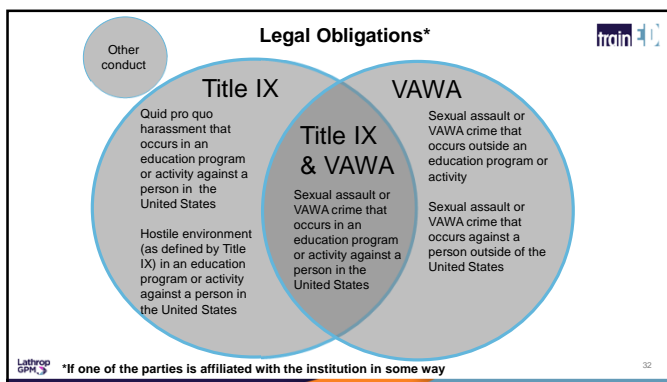 Legal Obligations*
trainED
Other
conduct
Title IX
Quid pro quo
harassment that
occurs in an
education program
or activity against a
person in the
United States
Hostile environment
(as defined by Title
IX) in an education
program or activity
against a person in
the United States
Title IX
& VAWA
Sexual assault or
VAWA crime that
occurs in an
education program
or activity against a
person in the
United States
VAWA
Sexual assault or
VAWA crime that
occurs outside an
education program or
activity
Sexual assault or
VAWA crime that
occurs against a
person outside of the
United States
Lathrop
GPM
*If one of the parties is affiliated with the institution in some way
32